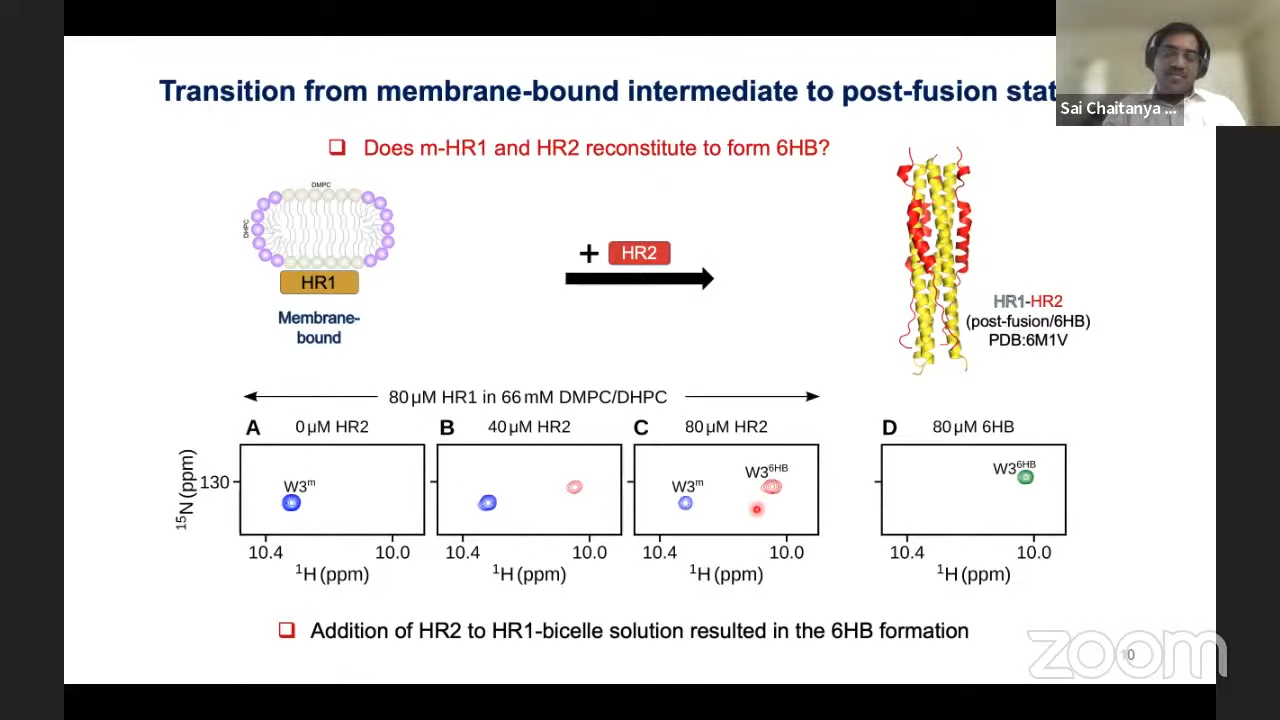 Transition from membrane-bound intermediate to post-fusion stat
Sai Chaitanya ...
❑ Does m-HR1 and HR2 reconstitute to form 6HB?
DMPC
DHPC
HR1
Membrane-
bound
+ HR2
HR1-HR2
(post-fusion/6HB)
PDB:6M1V
80 µM HR1 in 66 mM DMPC/DHPC
A 0 µM HR2
B 40 µM HR2
C 80 µM HR2
D 80 µM 6HB
¹⁵N (ppm)
130
W3ᵐ
W3ᵐ
W3⁶ᴴᴮ
W3⁶ᴴᴮ
10.4 10.0
10.4 10.0
10.4 10.0
10.4 10.0
¹H (ppm)
¹H (ppm)
¹H (ppm)
¹H (ppm)
❑ Addition of HR2 to HR1-bicelle solution resulted in the 6HB formation
10
zoom